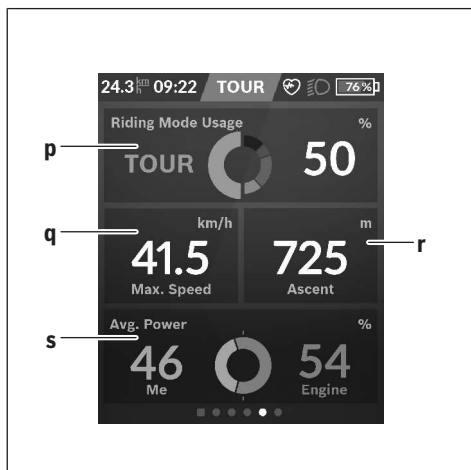 24.3 km/h 09:22 TOUR 76 %
Riding Mode Usage %
p
TOUR 50
q
km/h
m
r
41.5
725
Max. Speed
Ascent
Avg. Power %
s
46
54
Me
Engine